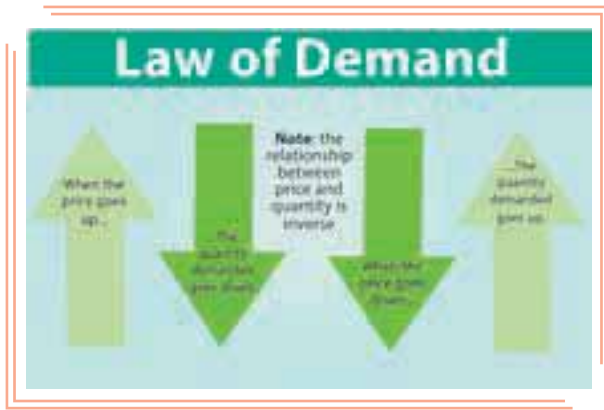 Law of Demand
When the
price goes
up...
...the
quantity
demanded
goes down.
Note: the
relationship
between
price and
quantity is
inverse
When the
price goes
down...
...the
quantity
demanded
goes up.